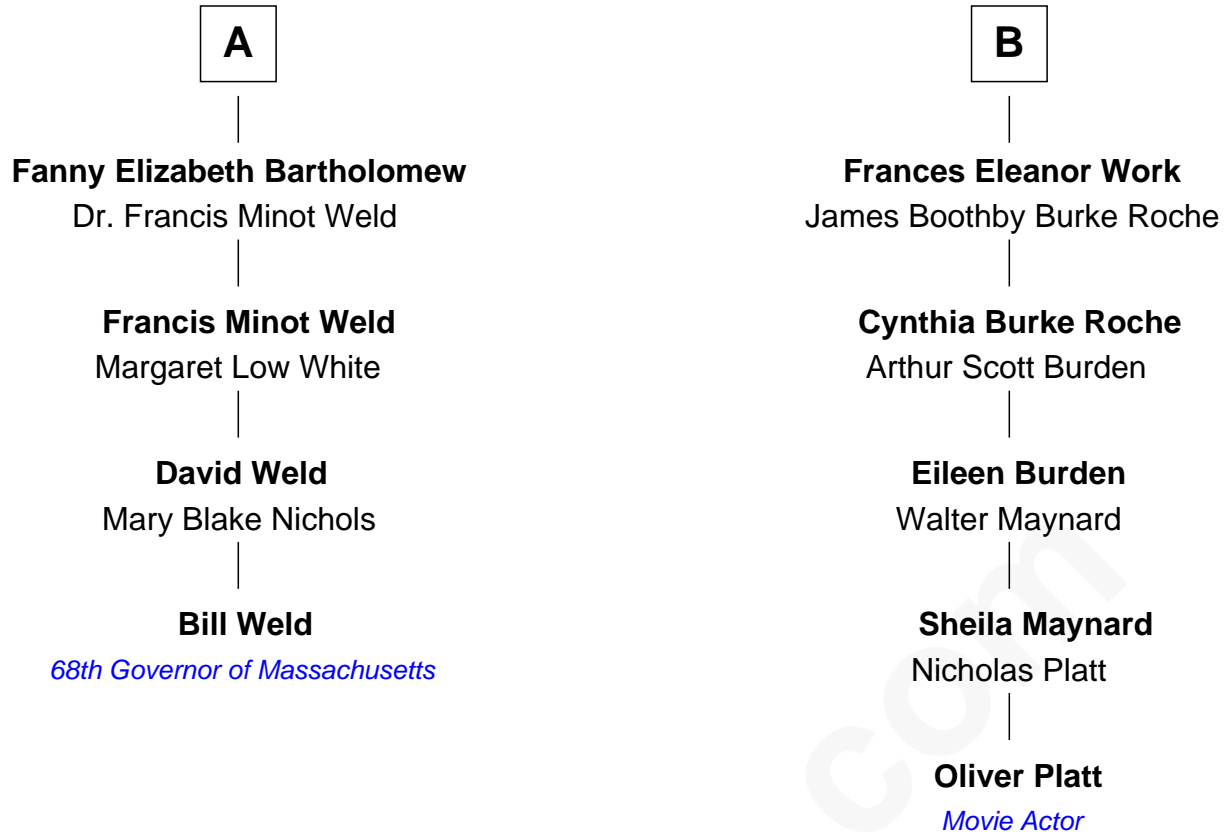 A
Fanny Elizabeth Bartholomew
Dr. Francis Minot Weld
Francis Minot Weld
Margaret Low White
David Weld
Mary Blake Nichols
Bill Weld
68th Governor of Massachusetts
B
Frances Eleanor Work
James Boothby Burke Roche
Cynthia Burke Roche
Arthur Scott Burden
Eileen Burden
Walter Maynard
Sheila Maynard
Nicholas Platt
Oliver Platt
Movie Actor
com